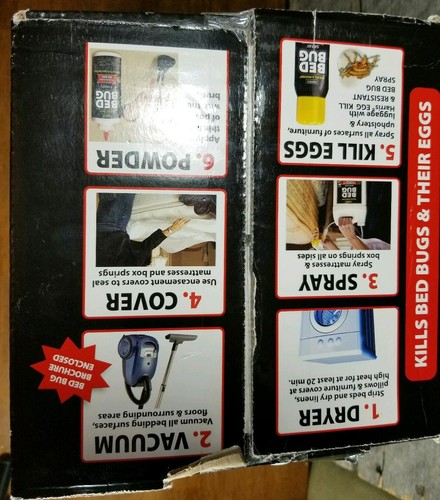 KILLS BED BUGS & THEIR EGGS
1. DRYER
Strip beds and dry linens,
pillows & furniture covers at
high heat for at least 20 min.
2. VACUUM
Vacuum all bedding surfaces,
floors & surrounding areas
BED BUG
BROCHURE
ENCLOSED
3. SPRAY
Spray mattresses &
box springs on all sides
BED
BUG
4. COVER
Use encasement covers to seal
mattresses and box springs
5. KILL EGGS
Spray all surfaces of furniture,
upholstery &
luggage with
Harris® EGG KILL
& RESISTANT
BED BUG
SPRAY
BED
BUG
6. POWDER
BED
BUG